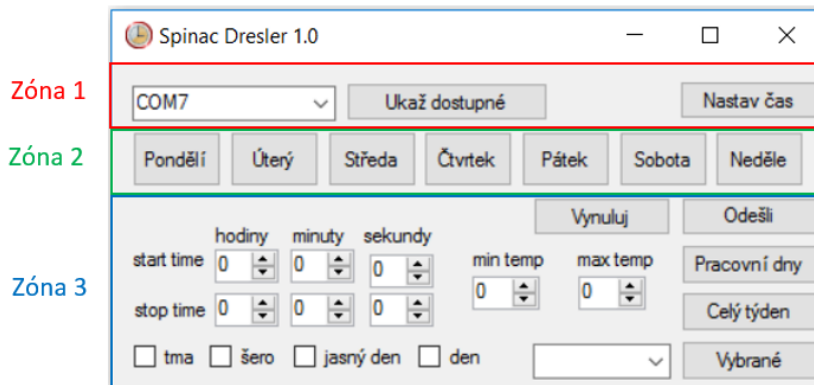 Spinac Dresler 1.0
Zóna 1
COM7 Ukaž dostupné Nastav čas
Zóna 2
Pondělí Úterý Středa Čtvrtek Pátek Sobota Neděle
Zóna 3
Vynuluj Odešli
hodiny minuty sekundy
start time 0 0 0 min temp max temp Pracovní dny
0 0
stop time 0 0 0 Celý týden
tma šero jasný den den Vybrané